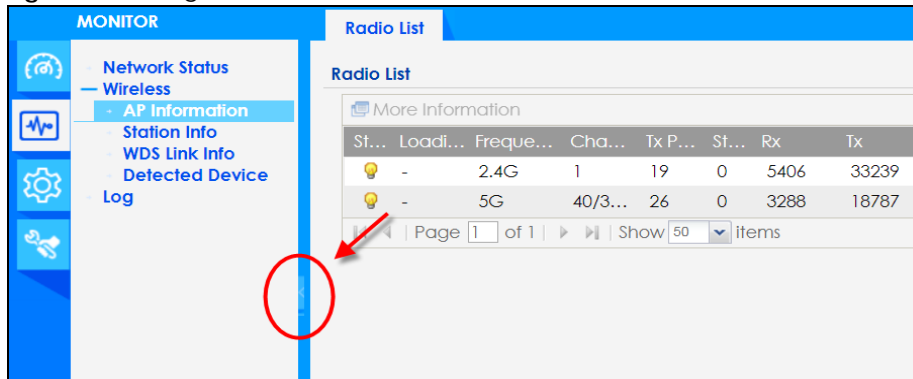 MONITOR
Network Status
Wireless
AP Information
Station Info
WDS Link Info
Detected Device
Log
Radio List
Radio List
More Information
St... Loadi... Freque... Cha... Tx P... St... Rx Tx
- 2.4G 1 19 0 5406 33239
- 5G 40/3... 26 0 3288 18787
Page 1 of 1 Show 50 items